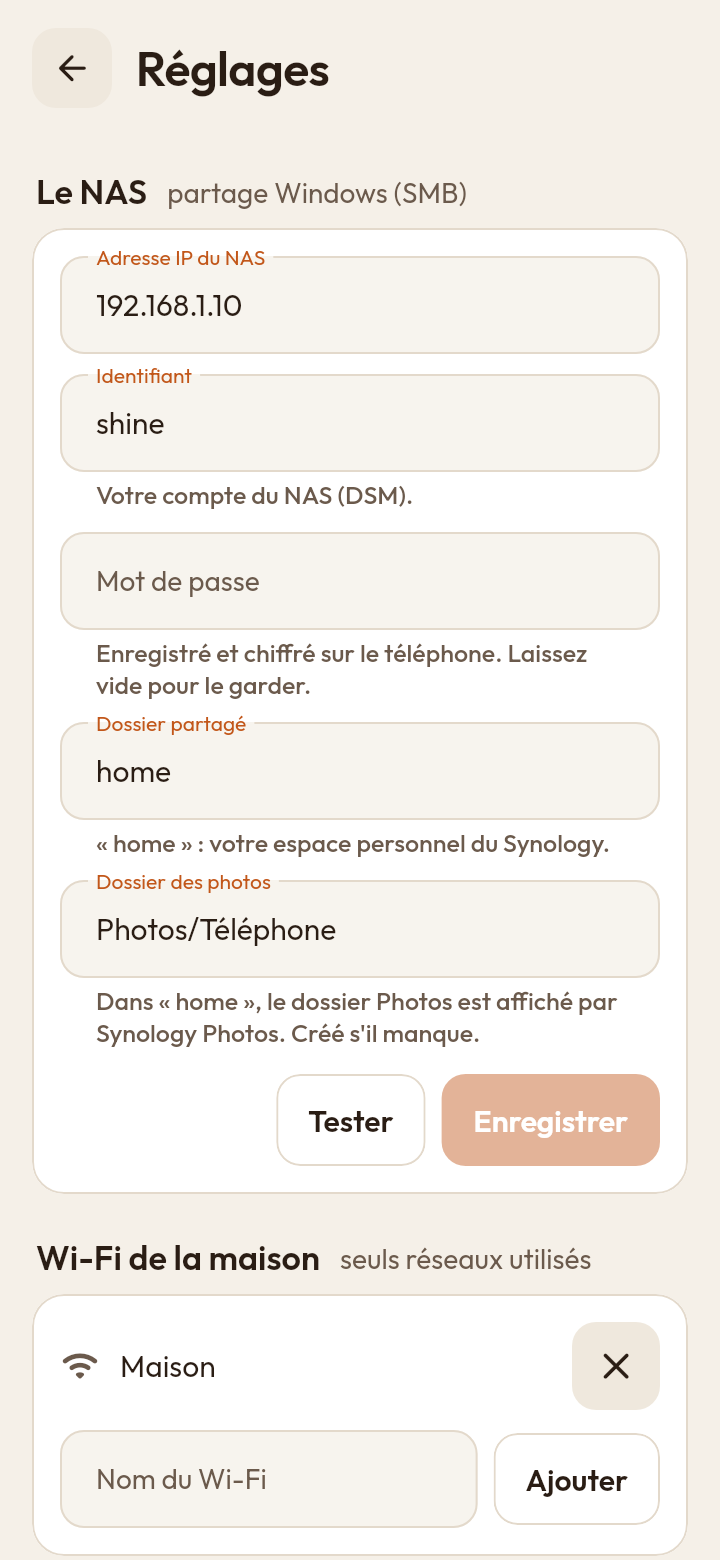 Réglages
Le NAS partage Windows (SMB)
Adresse IP du NAS
192.168.1.10
Identifiant
shine
Votre compte du NAS (DSM).
Mot de passe
Enregistré et chiffré sur le téléphone. Laissez
vide pour le garder.
Dossier partagé
home
« home » : votre espace personnel du Synology.
Dossier des photos
Photos/Téléphone
Dans « home », le dossier Photos est affiché par
Synology Photos. Créé s'il manque.
Tester Enregistrer
Wi-Fi de la maison seuls réseaux utilisés
Maison
Nom du Wi-Fi Ajouter